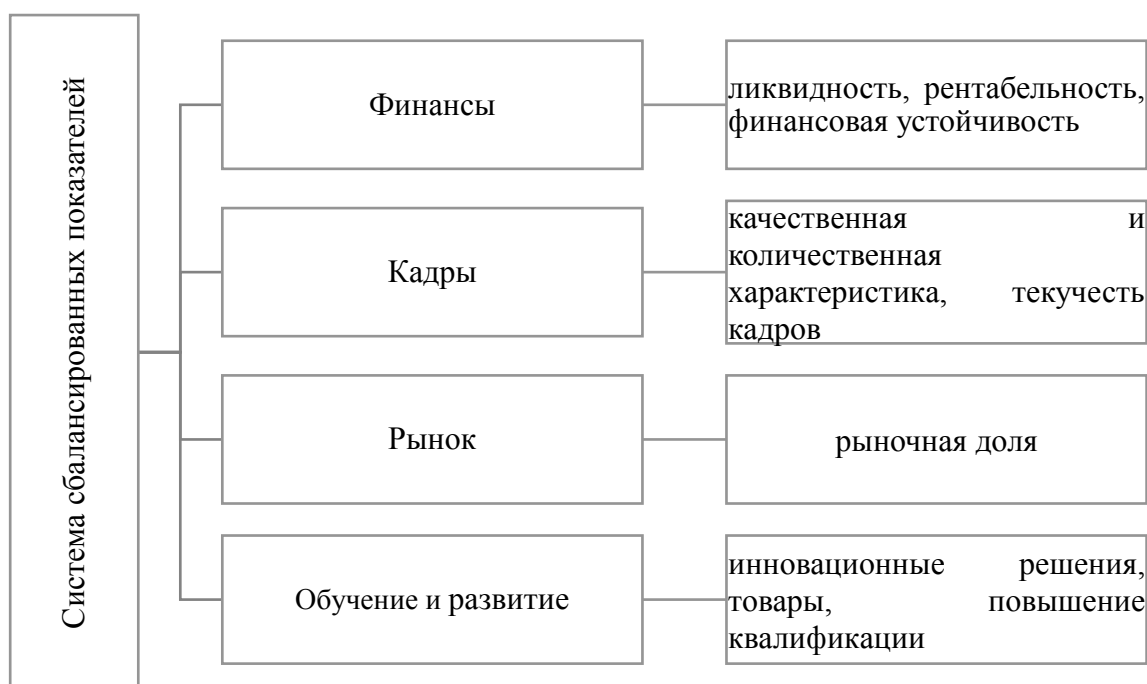 Система сбалансированных показателей
Финансы
ликвидность, рентабельность,
финансовая устойчивость
Кадры
качественная и
количественная
характеристика, текучесть
кадров
Рынок
рыночная доля
Обучение и развитие
инновационные решения,
товары, повышение
квалификации